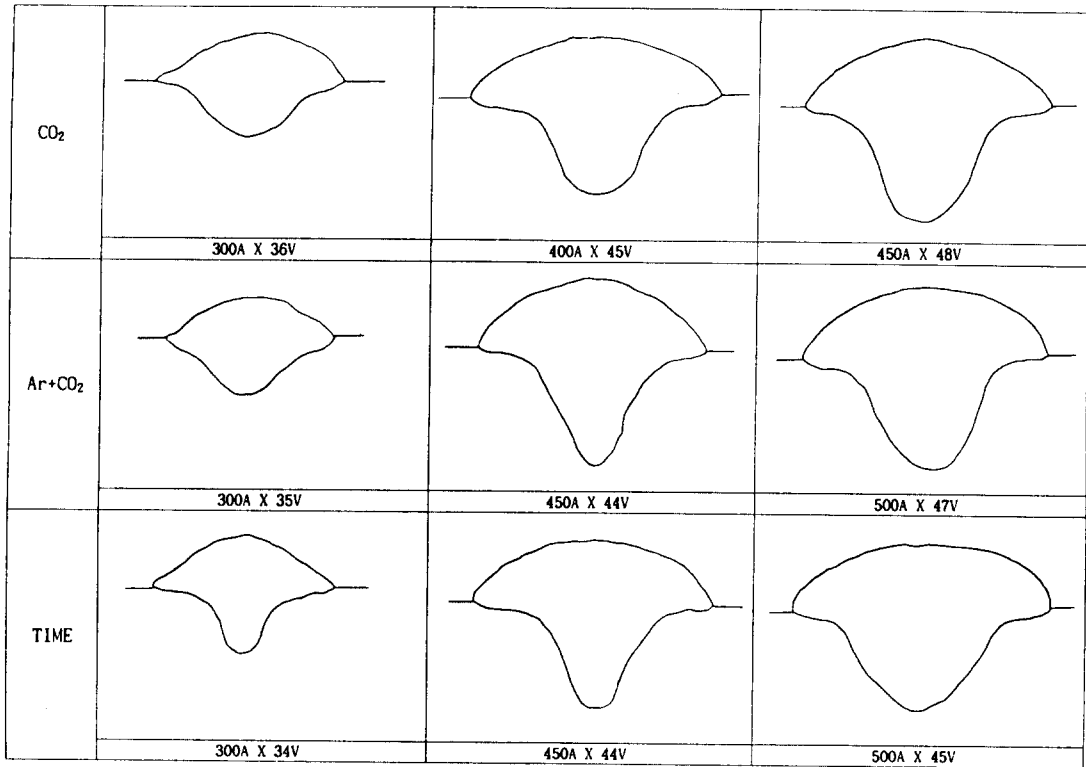 CO₂
300A X 36V
400A X 45V
450A X 48V
Ar+CO₂
300A X 35V
450A X 44V
500A X 47V
TIME
300A X 34V
450A X 44V
500A X 45V